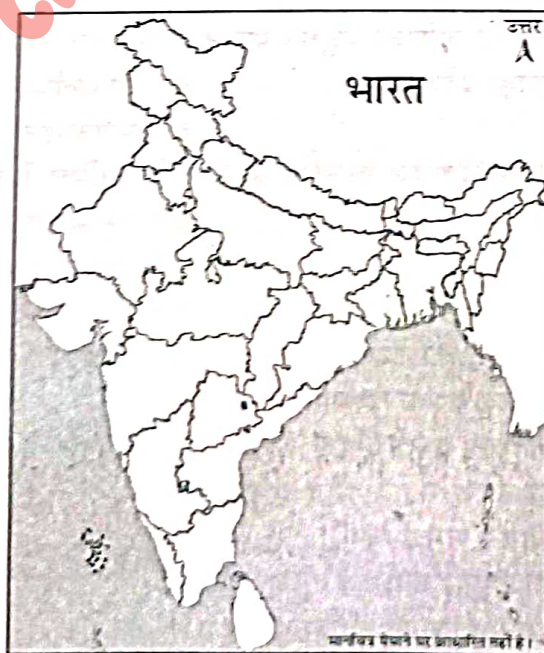 उत्तर
भारत
मानचित्र पैमाने पर आधारित नहीं है।